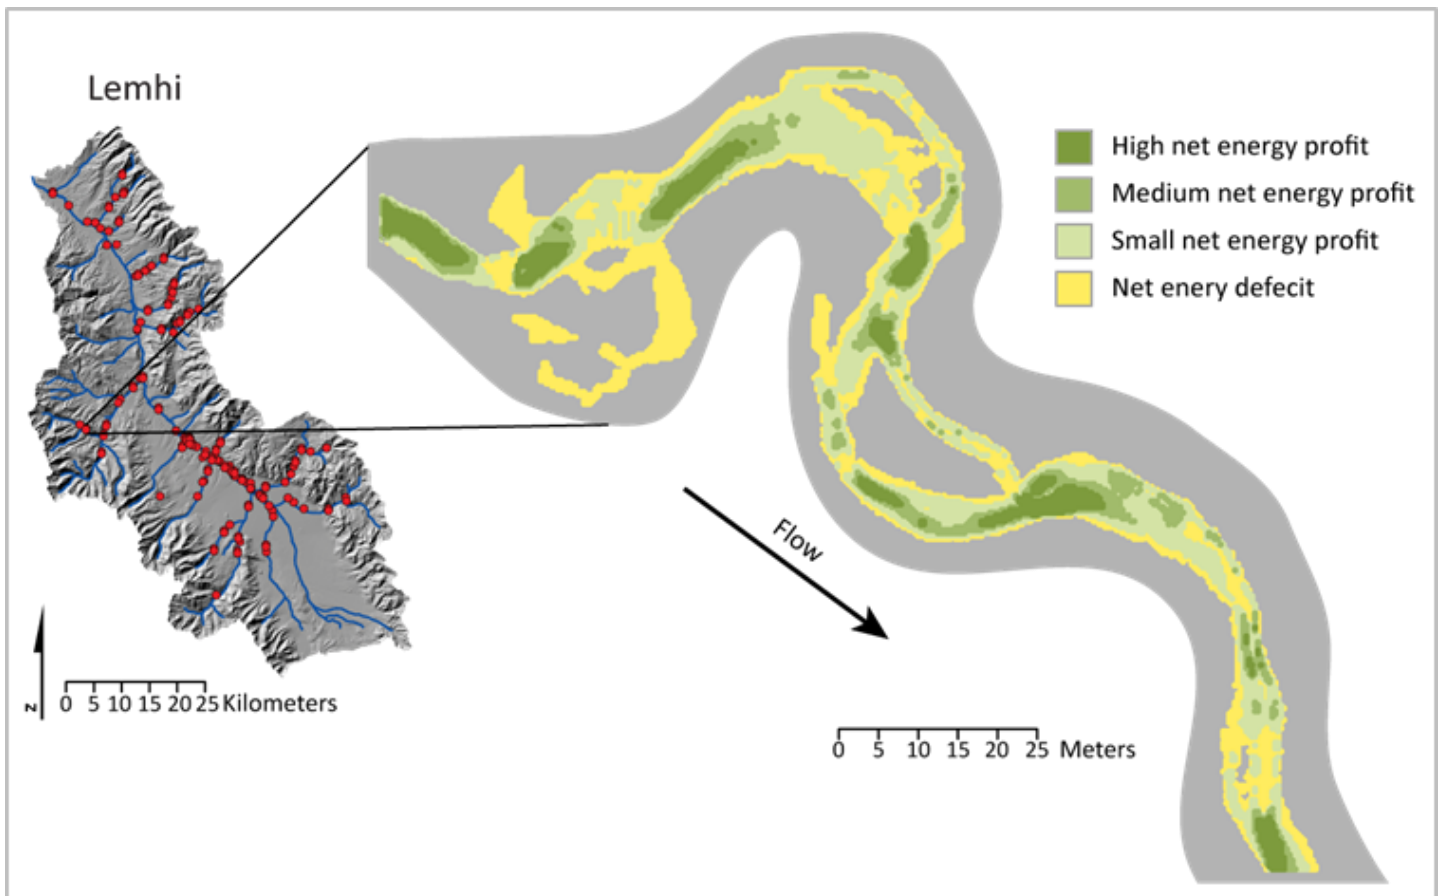 Lemhi
High net energy profit
Medium net energy profit
Small net energy profit
Net enery defecit
Flow
N
0 5 10 15 20 25 Kilometers
0 5 10 15 20 25 Meters